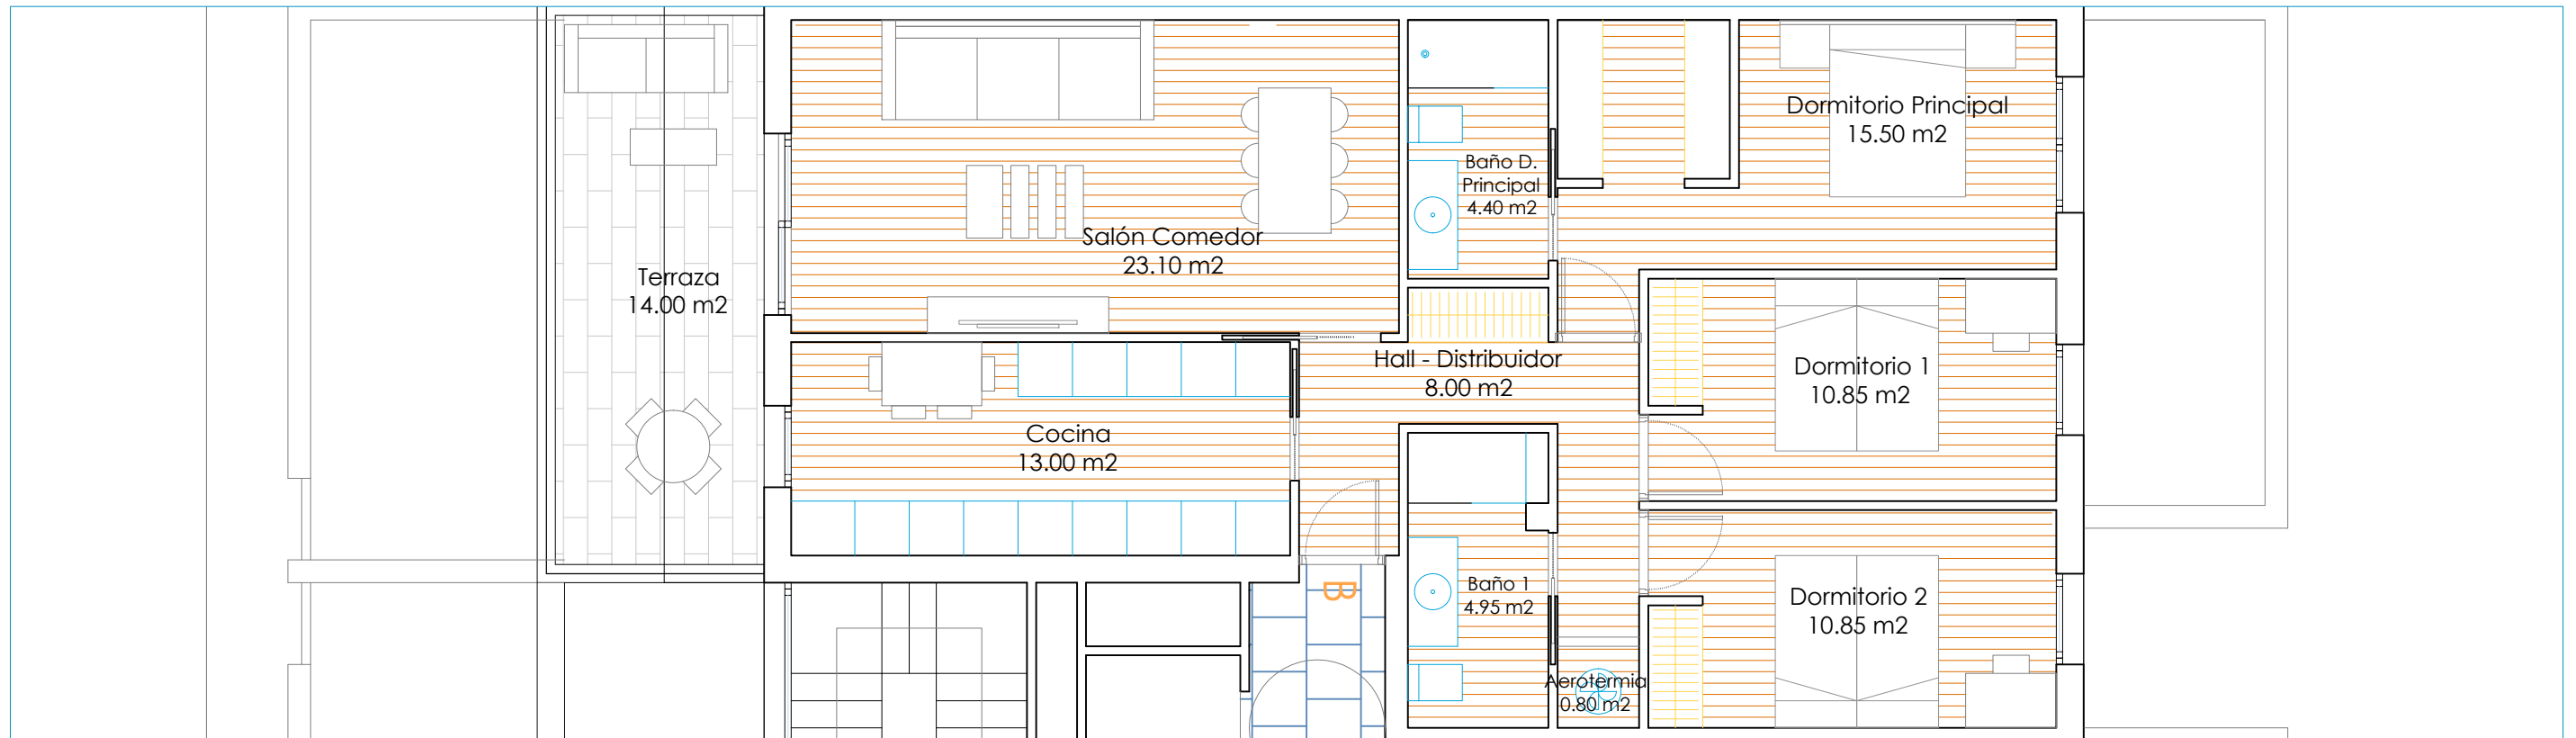 Dormitorio Principal
15.50 m2
Baño D.
Principal
4.40 m2
Salón Comedor
23.10 m2
Terraza
14.00 m2
Hall - Distribuidor
8.00 m2
Dormitorio 1
10.85 m2
Cocina
13.00 m2
B
Baño 1
4.95 m2
Dormitorio 2
10.85 m2
Aerotermia
0.80 m2